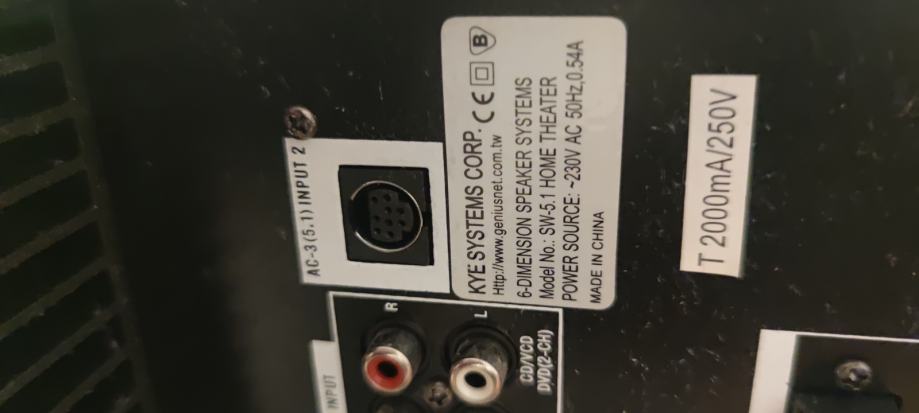 AC-3(5.1) INPUT 2
KYE SYSTEMS CORP. CE B
Http://www.geniusnet.com.tw
6-DIMENSION SPEAKER SYSTEMS
Model No.: SW-5.1 HOME THEATER
POWER SOURCE: ~230V AC 50Hz,0.54A
MADE IN CHINA
T 2000mA/250V
INPUT
R
L
CD/VCD
DVD(2-CH)